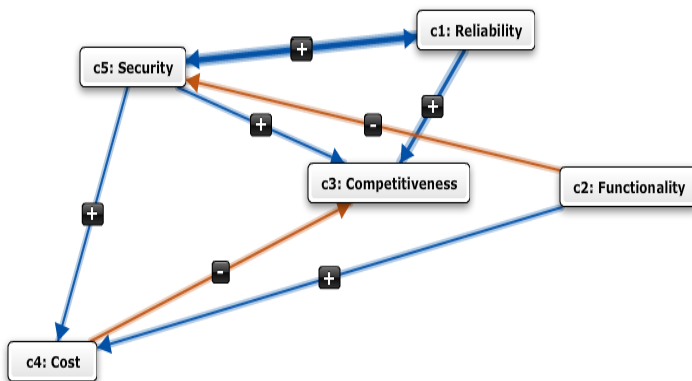 c1: Reliability
+
c5: Security
+
+
-
c3: Competitiveness
c2: Functionality
+
-
+
c4: Cost